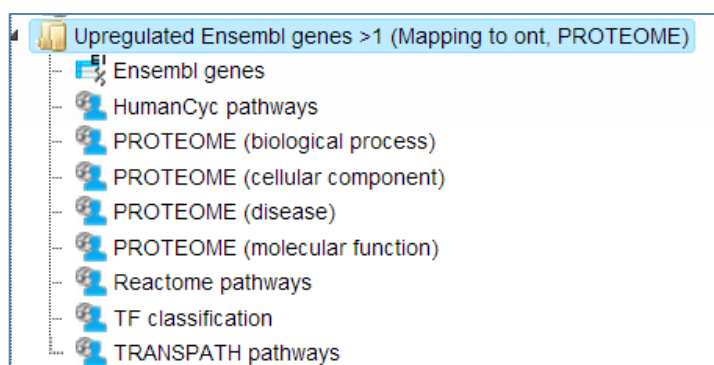 Upregulated Ensembl genes >1 (Mapping to ont, PROTEOME)
Ensembl genes
HumanCyc pathways
PROTEOME (biological process)
PROTEOME (cellular component)
PROTEOME (disease)
PROTEOME (molecular function)
Reactome pathways
TF classification
TRANSPATH pathways